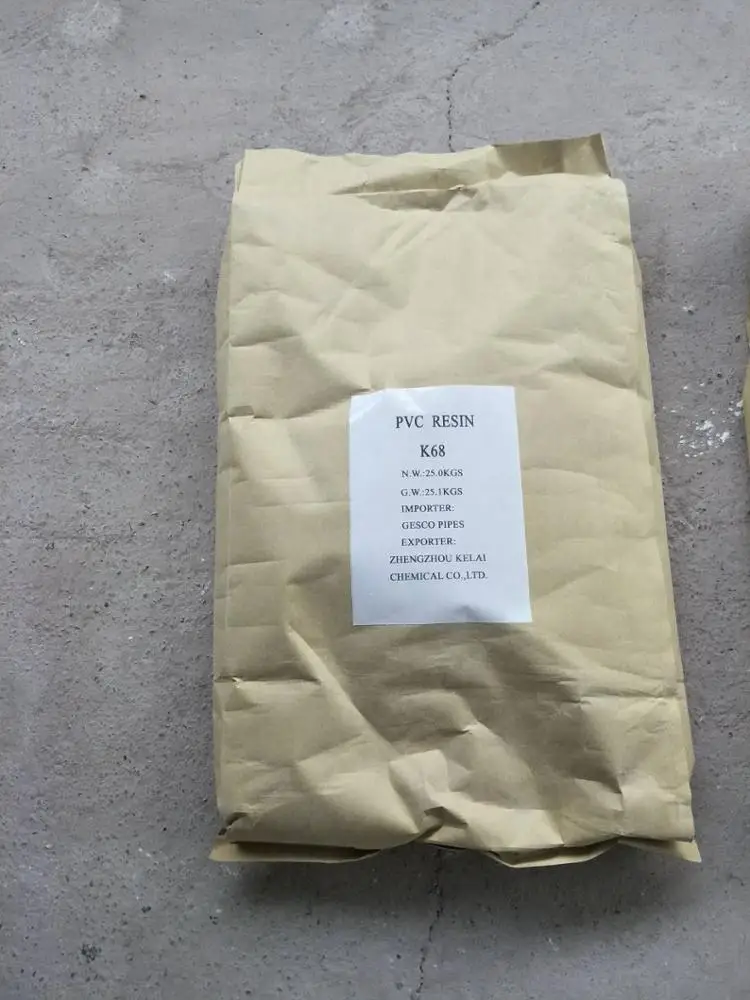 PVC RESIN
K68
N.W.:25.0KGS
G.W.:25.1KGS
IMPORTER:
GESCO PIPES
EXPORTER:
ZHENGZHOU KELAI
CHEMICAL CO.,LTD.